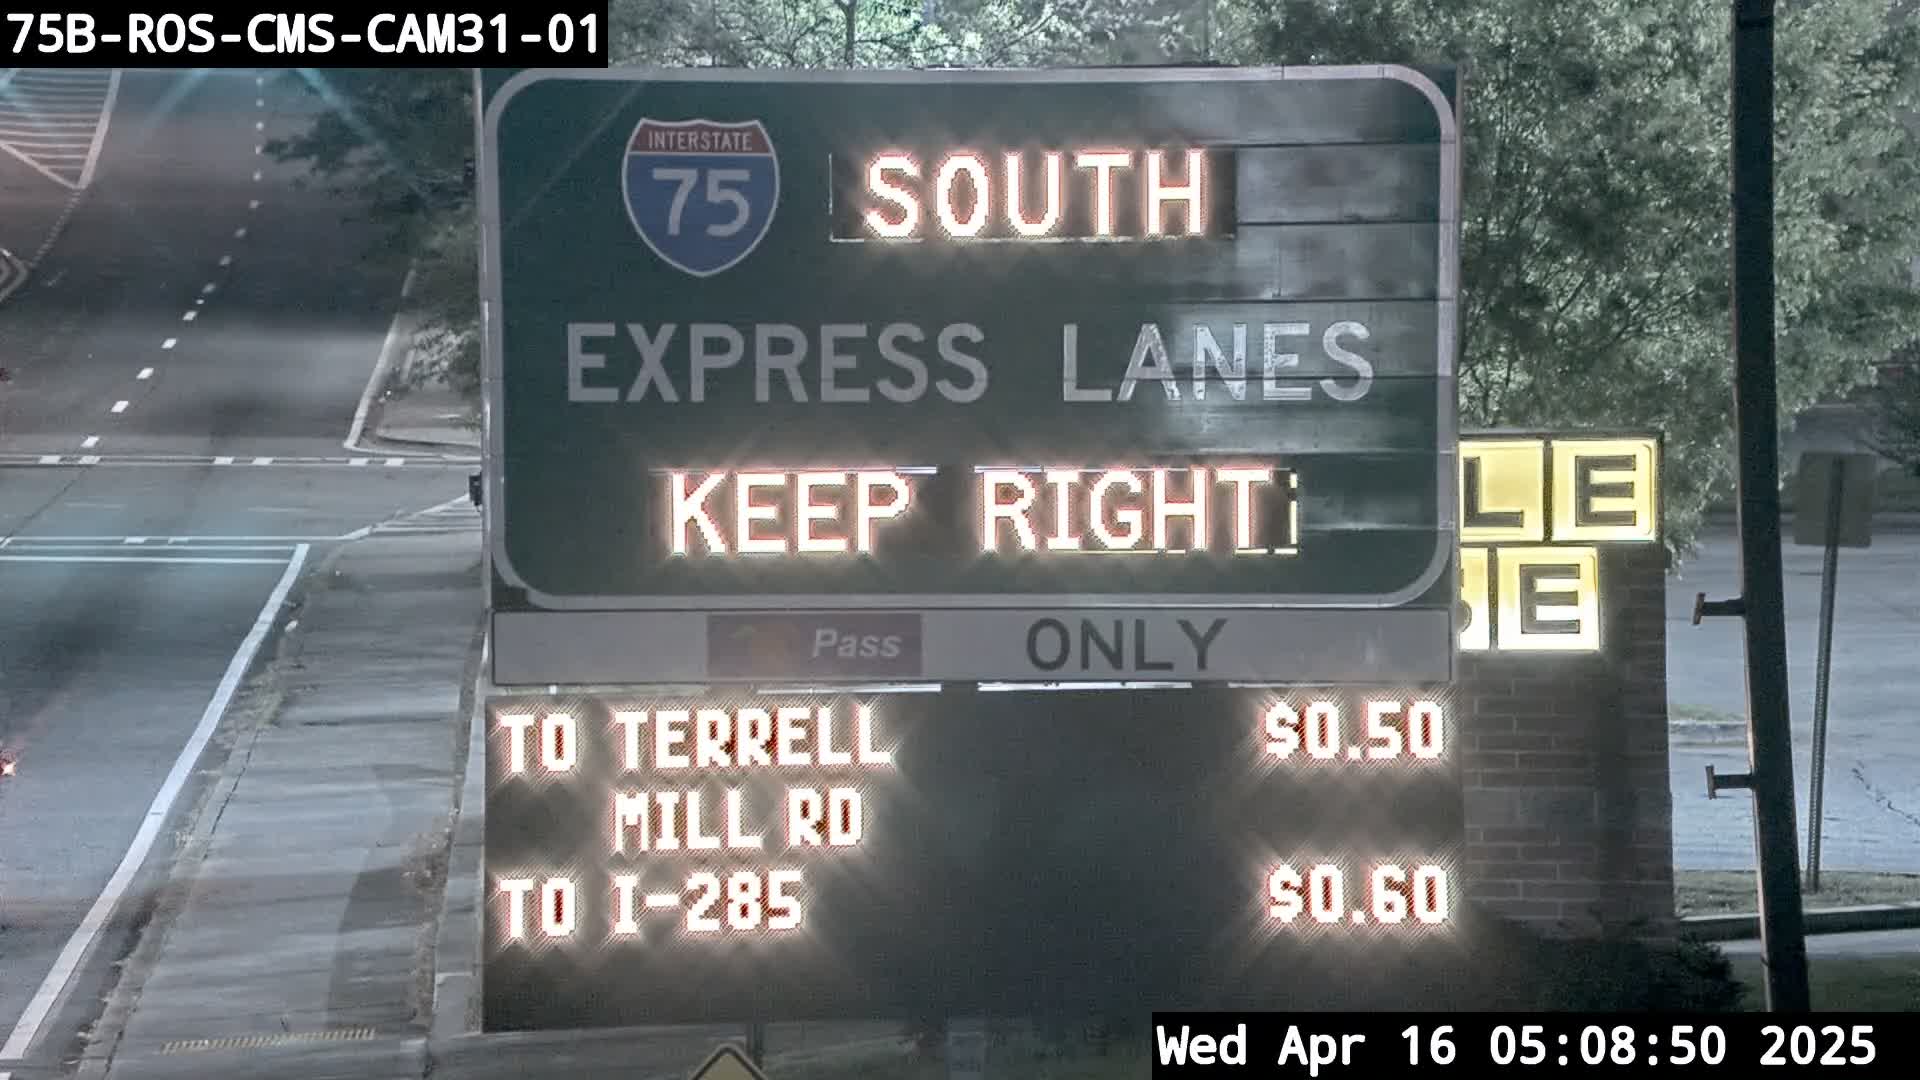 75B-ROS-CMS-CAM31-01
INTERSTATE
75
SOUTH
EXPRESS LANES
KEEP RIGHT
LE
E
Pass ONLY
TO TERRELL $0.50
MILL RD
TO I-285 $0.60
Wed Apr 16 05:08:50 2025